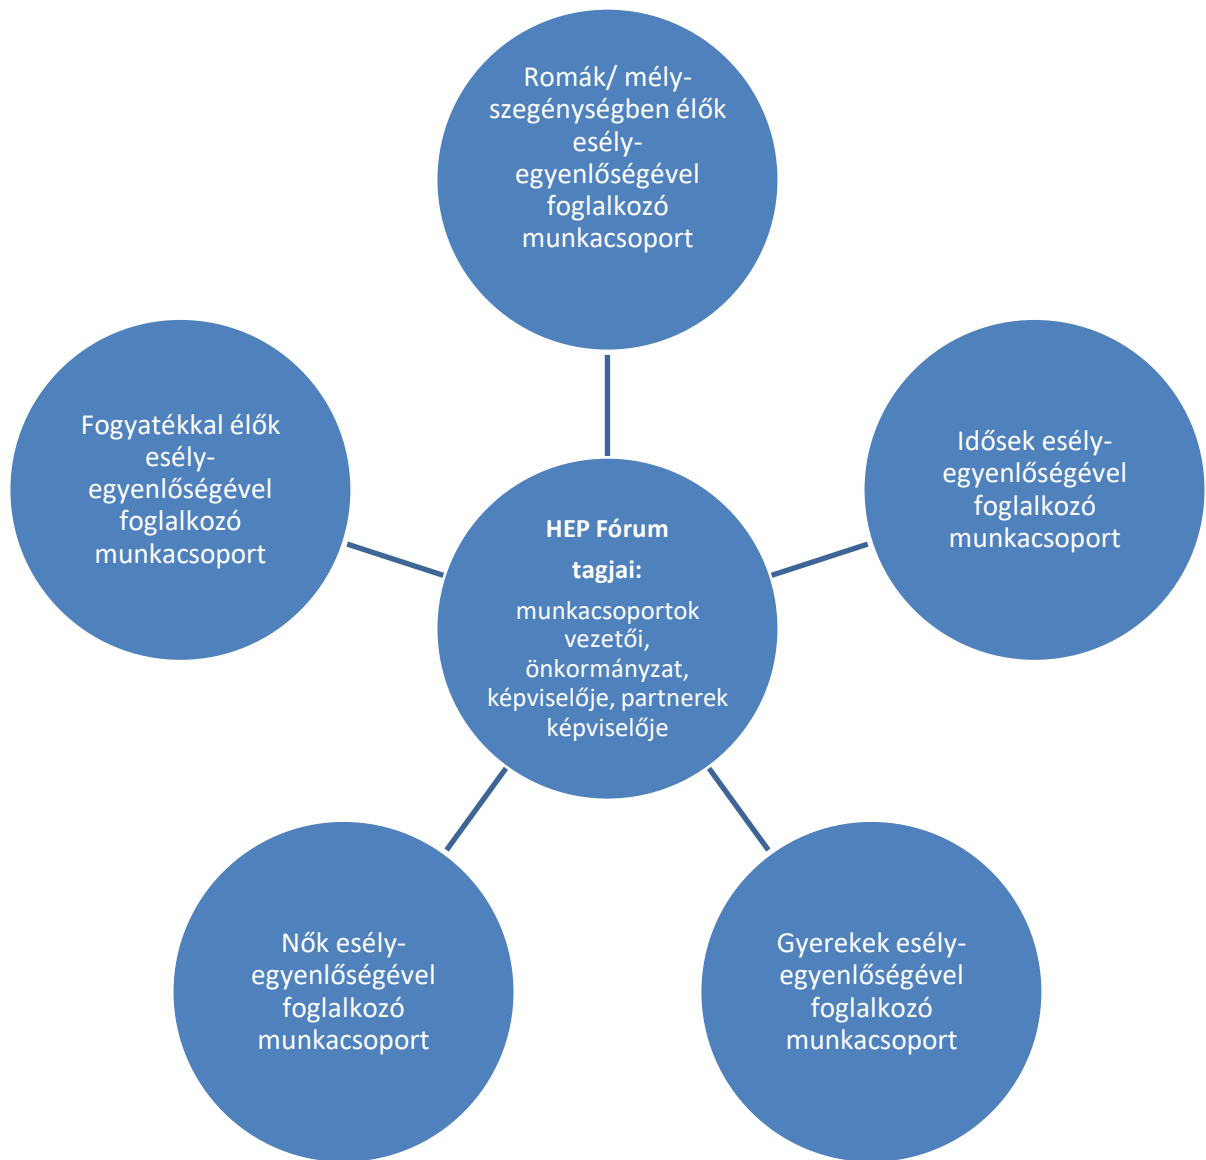 Romák/ mély-
szegénységben élők
esély-
egyenlőségével
foglalkozó
munkacsoport
Fogyatékkal élők
esély-
egyenlőségével
foglalkozó
munkacsoport
Idősek esély-
egyenlőségével
foglalkozó
munkacsoport
HEP Fórum
tagjai:
munkacsoportok
vezetői,
önkormányzat,
képviselője, partnerek
képviselője
Nők esély-
egyenlőségével
foglalkozó
munkacsoport
Gyerekek esély-
egyenlőségével
foglalkozó
munkacsoport